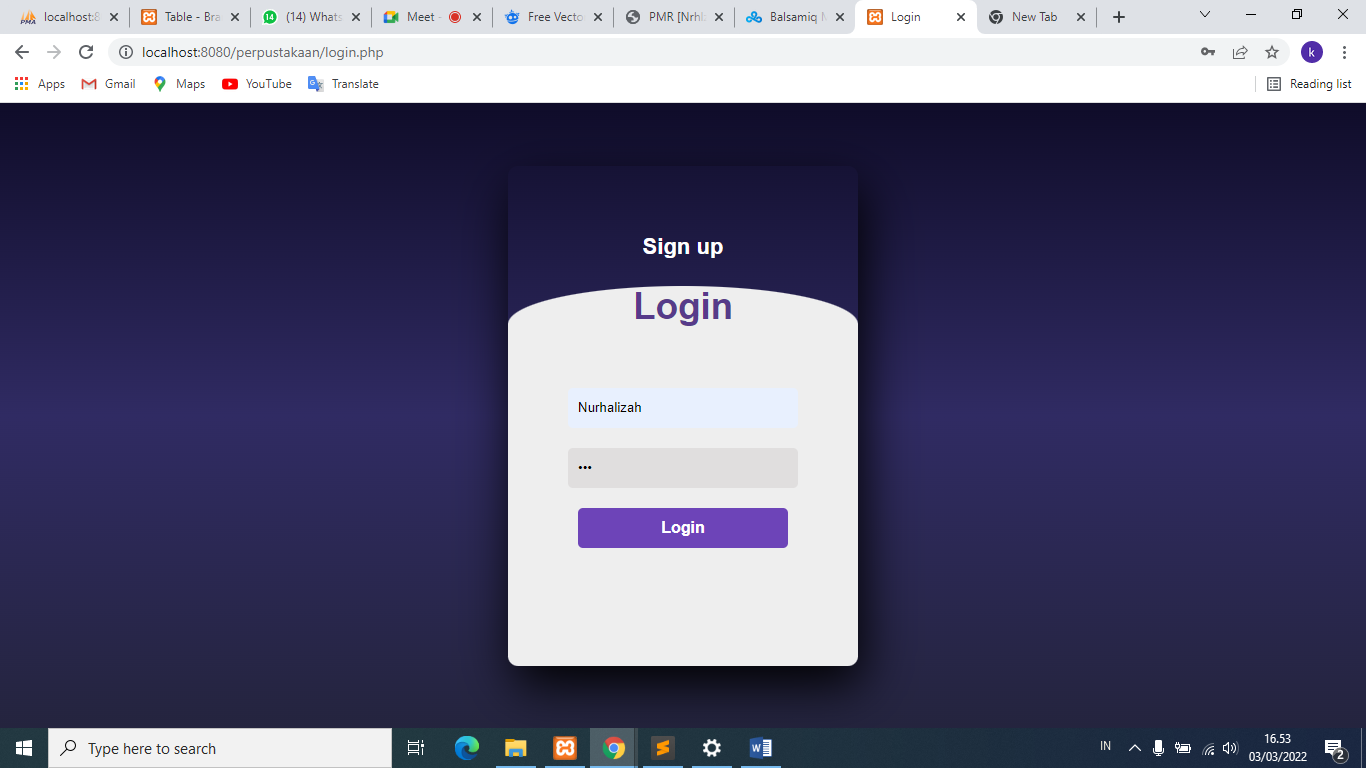 localhost:8
Table - Bra
(14) Whats
Meet -
Free Vecto
PMR [Nrhl
Balsamiq
Login
New Tab
localhost:8080/perpustakaan/login.php
k
Apps
Gmail
Maps
YouTube
Translate
Reading list
Sign up
Login
Nurhalizah
•••
Login
Type here to search
IN
16.53
03/03/2022
2